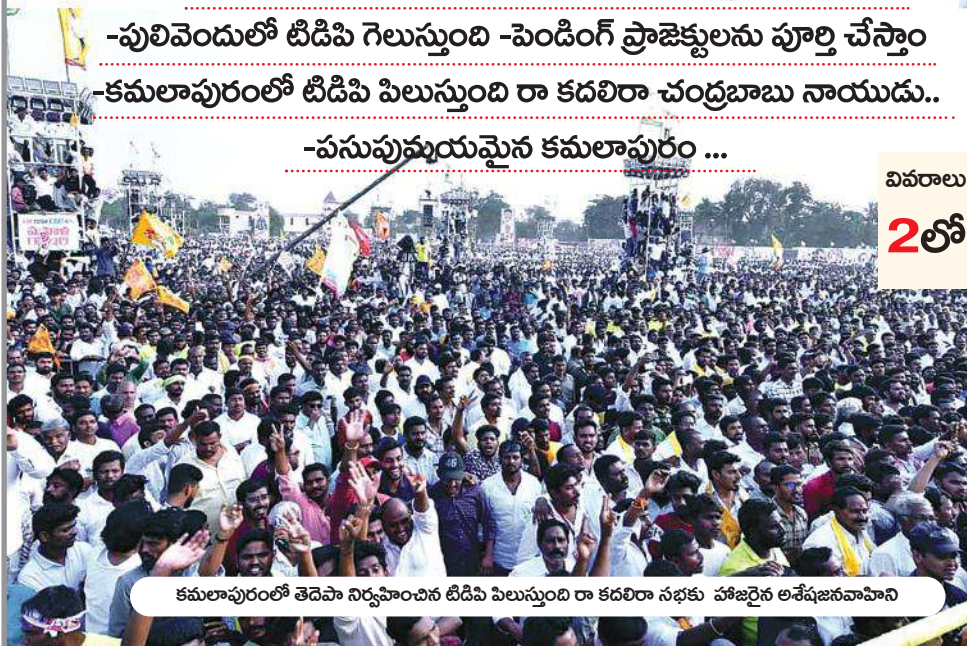 -పులివెందులో టిడిపి గెలుస్తుంది -పెండింగ్ ప్రాజెక్టులను పూర్తి చేస్తాం
-కమలాపురంలో టిడిపి పిలుస్తుంది రా కదలిరా చంద్రబాబు నాయుడు..
-పసుపుమయమైన కమలాపురం ...
వివరాలు
2లో
కమలాపురంలో తెదెపా నిర్వహించిన టిడిపి పిలుస్తుంది రా కదలిరా సభకు హాజరైన అశేషజనవాహిని